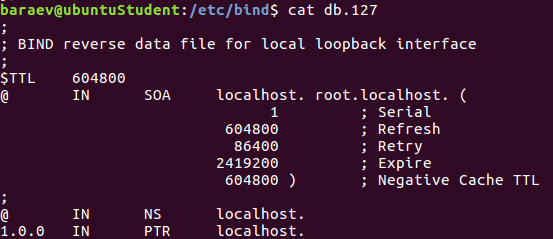 baraev@ubuntuStudent:/etc/bind$ cat db.127
;
; BIND reverse data file for local loopback interface
;
$TTL    604800
@       IN      SOA     localhost. root.localhost. (
                              1         ; Serial
                         604800         ; Refresh
                          86400         ; Retry
                        2419200         ; Expire
                         604800 )       ; Negative Cache TTL
;
@       IN      NS      localhost.
1.0.0   IN      PTR     localhost.